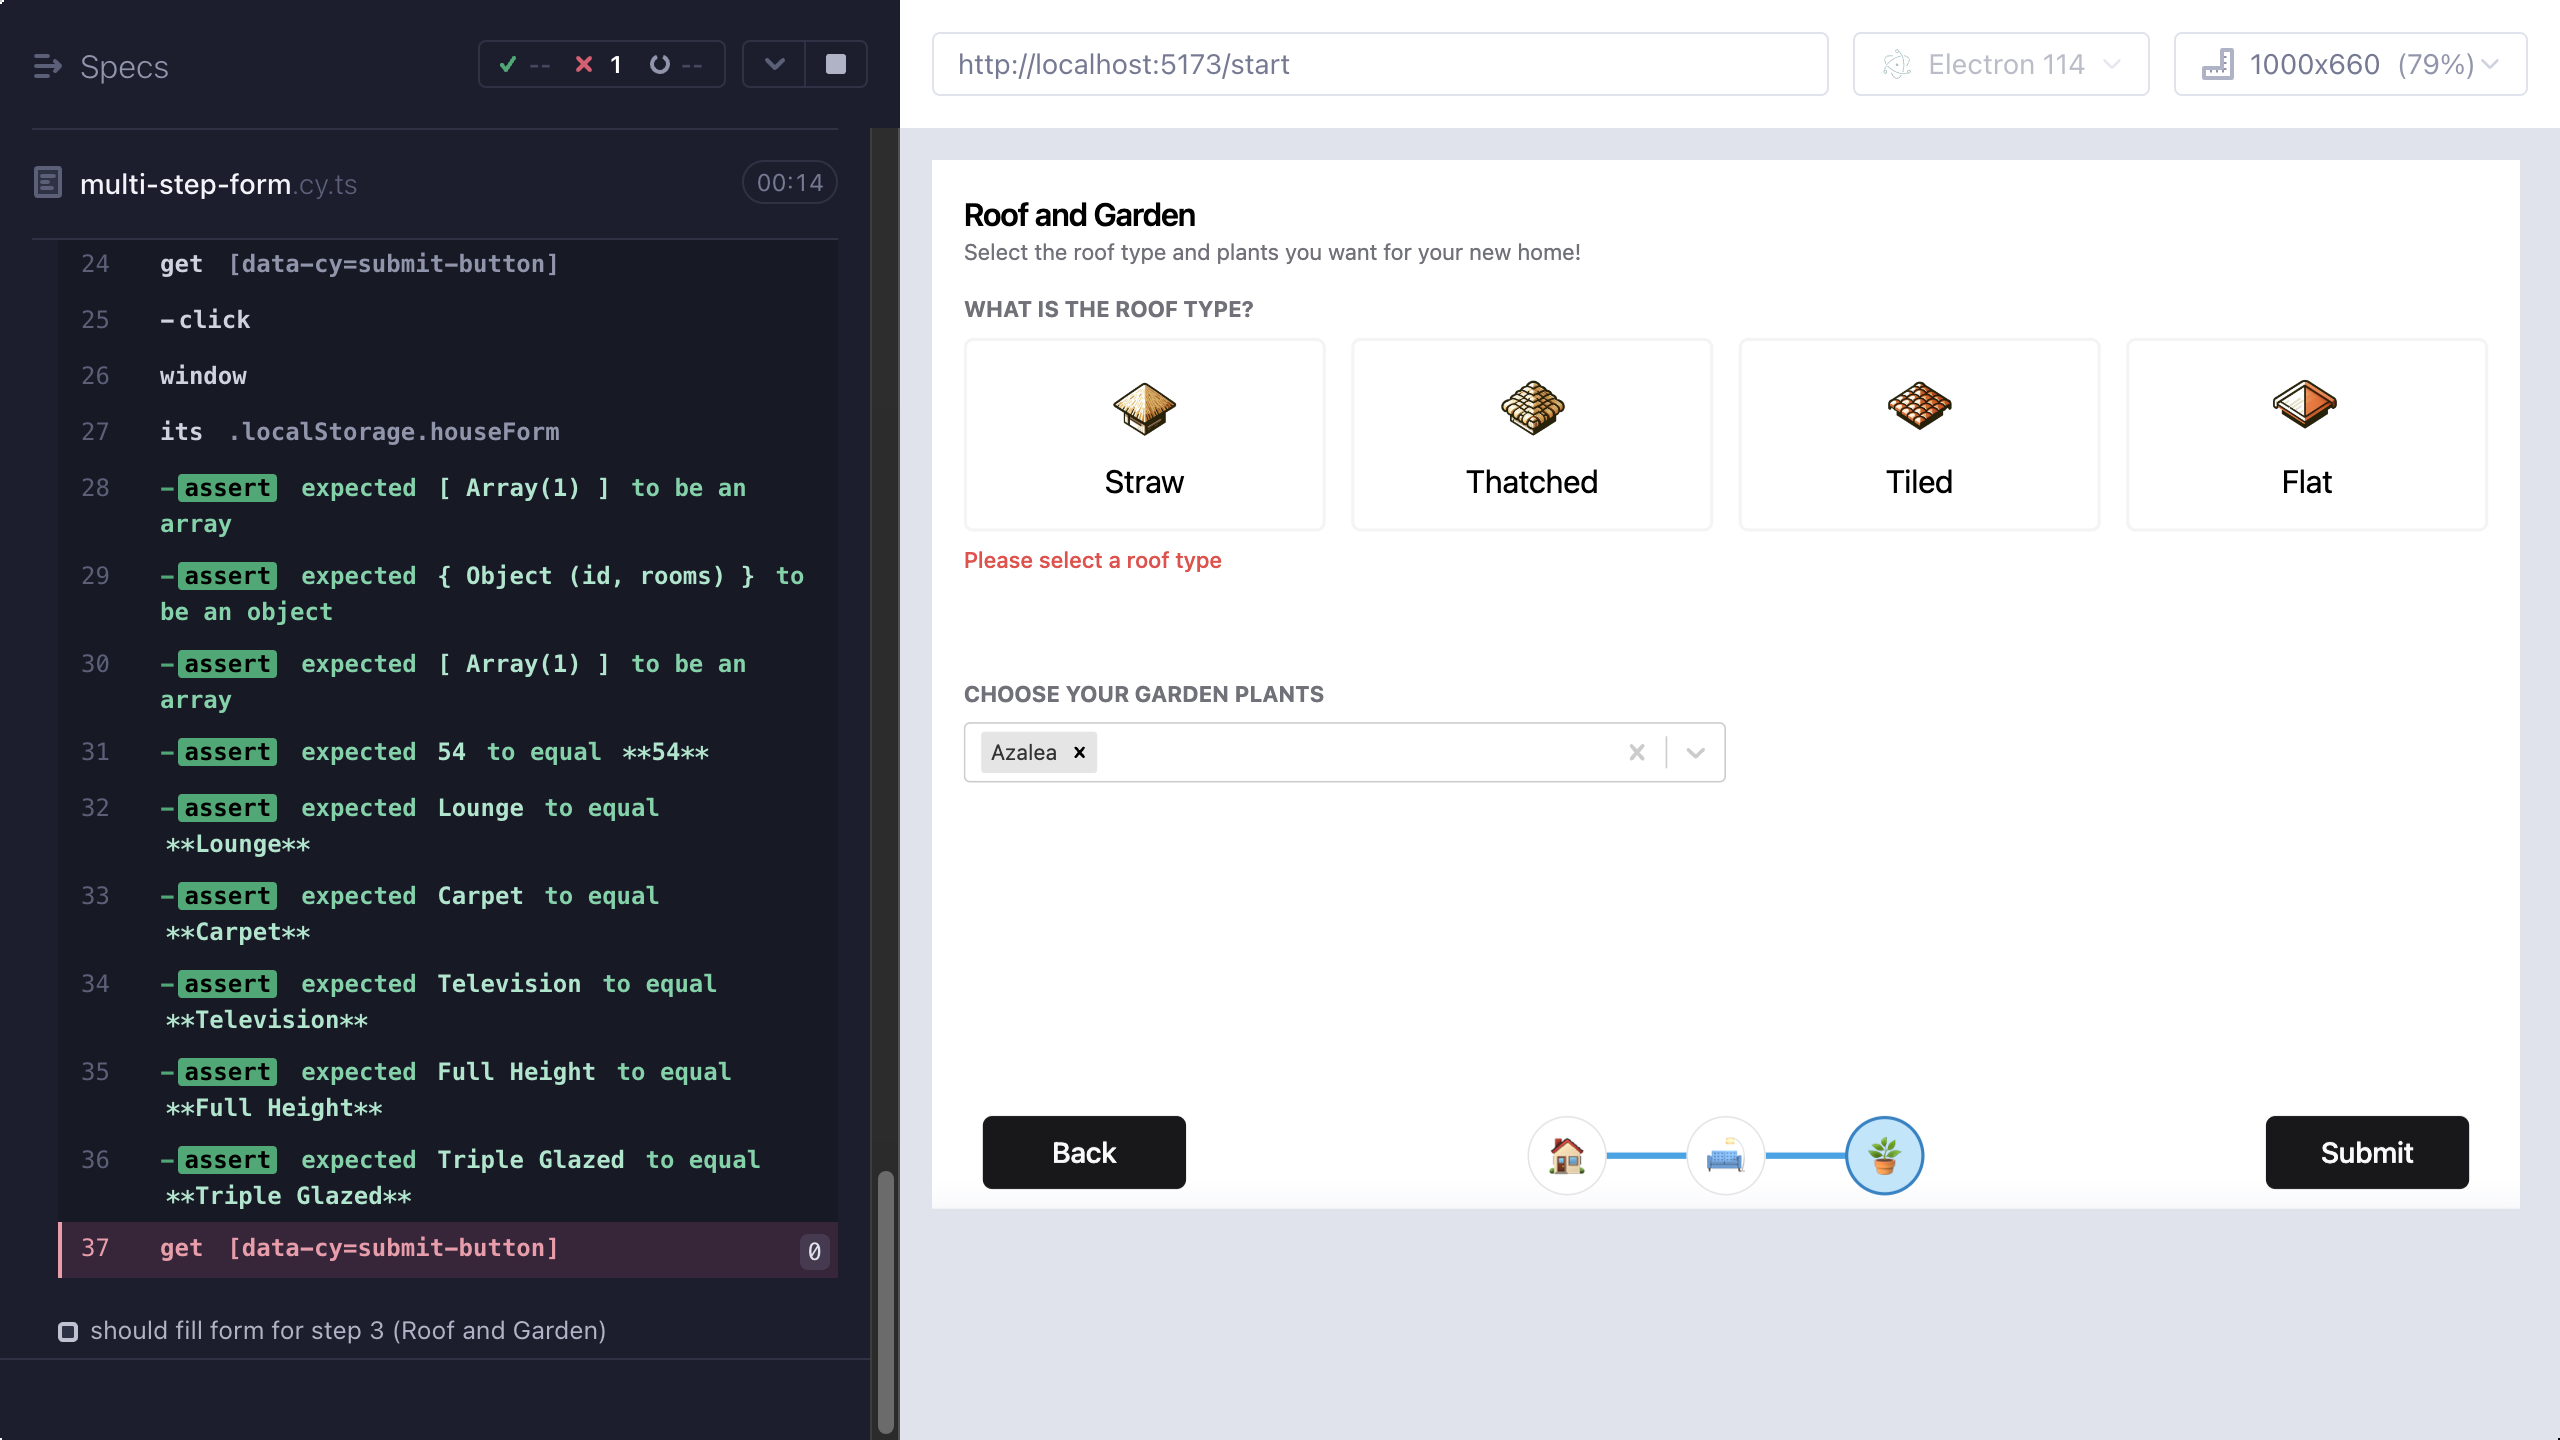 Specs
-- 1 --
multi-step-form.cy.ts
00:14
24 get [data-cy=submit-button]
25 -click
26 window
27 its .localStorage.houseForm
28 -assert expected [ Array(1) ] to be an
array
29 -assert expected { Object (id, rooms) } to
be an object
30 -assert expected [ Array(1) ] to be an
array
31 -assert expected 54 to equal **54**
32 -assert expected Lounge to equal
**Lounge**
33 -assert expected Carpet to equal
**Carpet**
34 -assert expected Television to equal
**Television**
35 -assert expected Full Height to equal
**Full Height**
36 -assert expected Triple Glazed to equal
**Triple Glazed**
37 get [data-cy=submit-button] 0
should fill form for step 3 (Roof and Garden)
http://localhost:5173/start
Electron 114
1000x660 (79%)
Roof and Garden
Select the roof type and plants you want for your new home!
WHAT IS THE ROOF TYPE?
Straw
Thatched
Tiled
Flat
Please select a roof type
CHOOSE YOUR GARDEN PLANTS
Azalea
Back
Submit